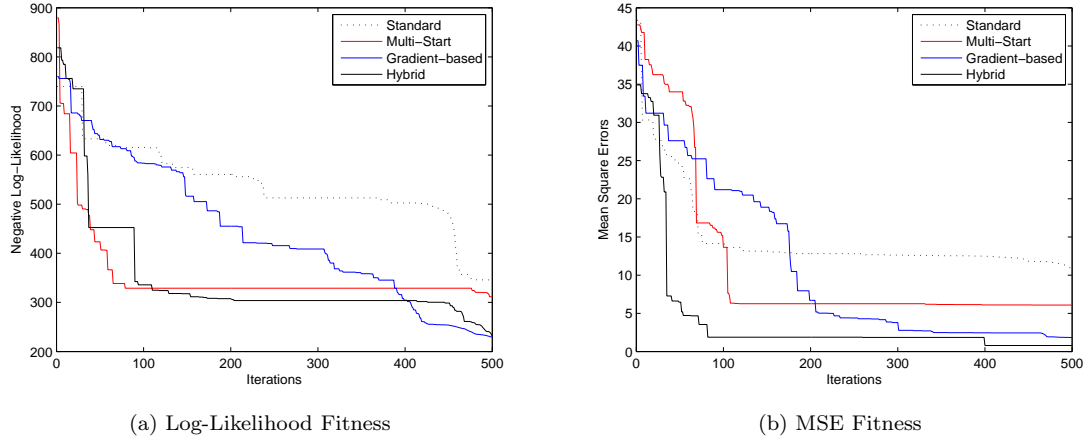 900
800
700
600
500
400
300
200
0
100
200
300
400
500
Negative Log−Likelihood
Iterations
Standard
Multi−Start
Gradient−based
Hybrid
(a) Log-Likelihood Fitness
45
40
35
30
25
20
15
10
5
0
0
100
200
300
400
500
Mean Square Errors
Iterations
Standard
Multi−Start
Gradient−based
Hybrid
(b) MSE Fitness